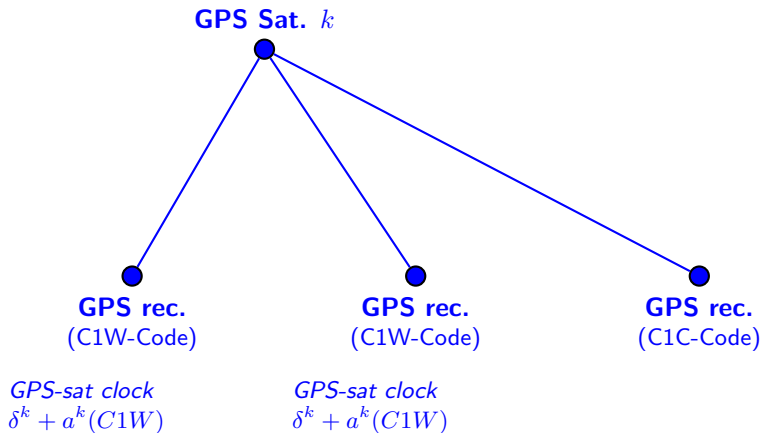 GPS Sat. k
GPS rec.
(C1W-Code)
GPS rec.
(C1W-Code)
GPS rec.
(C1C-Code)
GPS-sat clock
δ^k + a^k(C1W)
GPS-sat clock
δ^k + a^k(C1W)